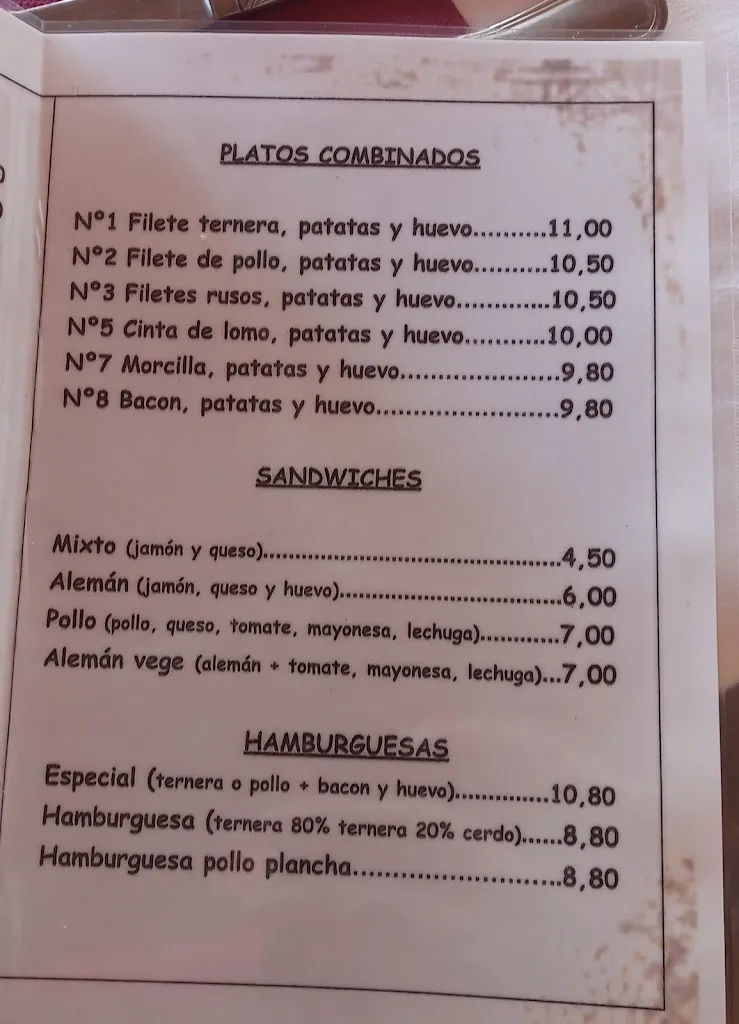 PLATOS COMBINADOS
Nº1 Filete ternera, patatas y huevo..........11,00
Nº2 Filete de pollo, patatas y huevo..........10,50
Nº3 Filetes rusos, patatas y huevo.............10,50
Nº5 Cinta de lomo, patatas y huevo...........10,00
Nº7 Morcilla, patatas y huevo......................9,80
Nº8 Bacon, patatas y huevo.........................9,80
SANDWICHES
Mixto (jamón y queso)..............................................4,50
Alemán (jamón, queso y huevo)..................................6,00
Pollo (pollo, queso, tomate, mayonesa, lechuga)............7,00
Alemán vege (alemán + tomate, mayonesa, lechuga)...7,00
HAMBURGUESAS
Especial (ternera o pollo + bacon y huevo)..............10,80
Hamburguesa (ternera 80% ternera 20% cerdo)......8,80
Hamburguesa pollo plancha..........................8,80